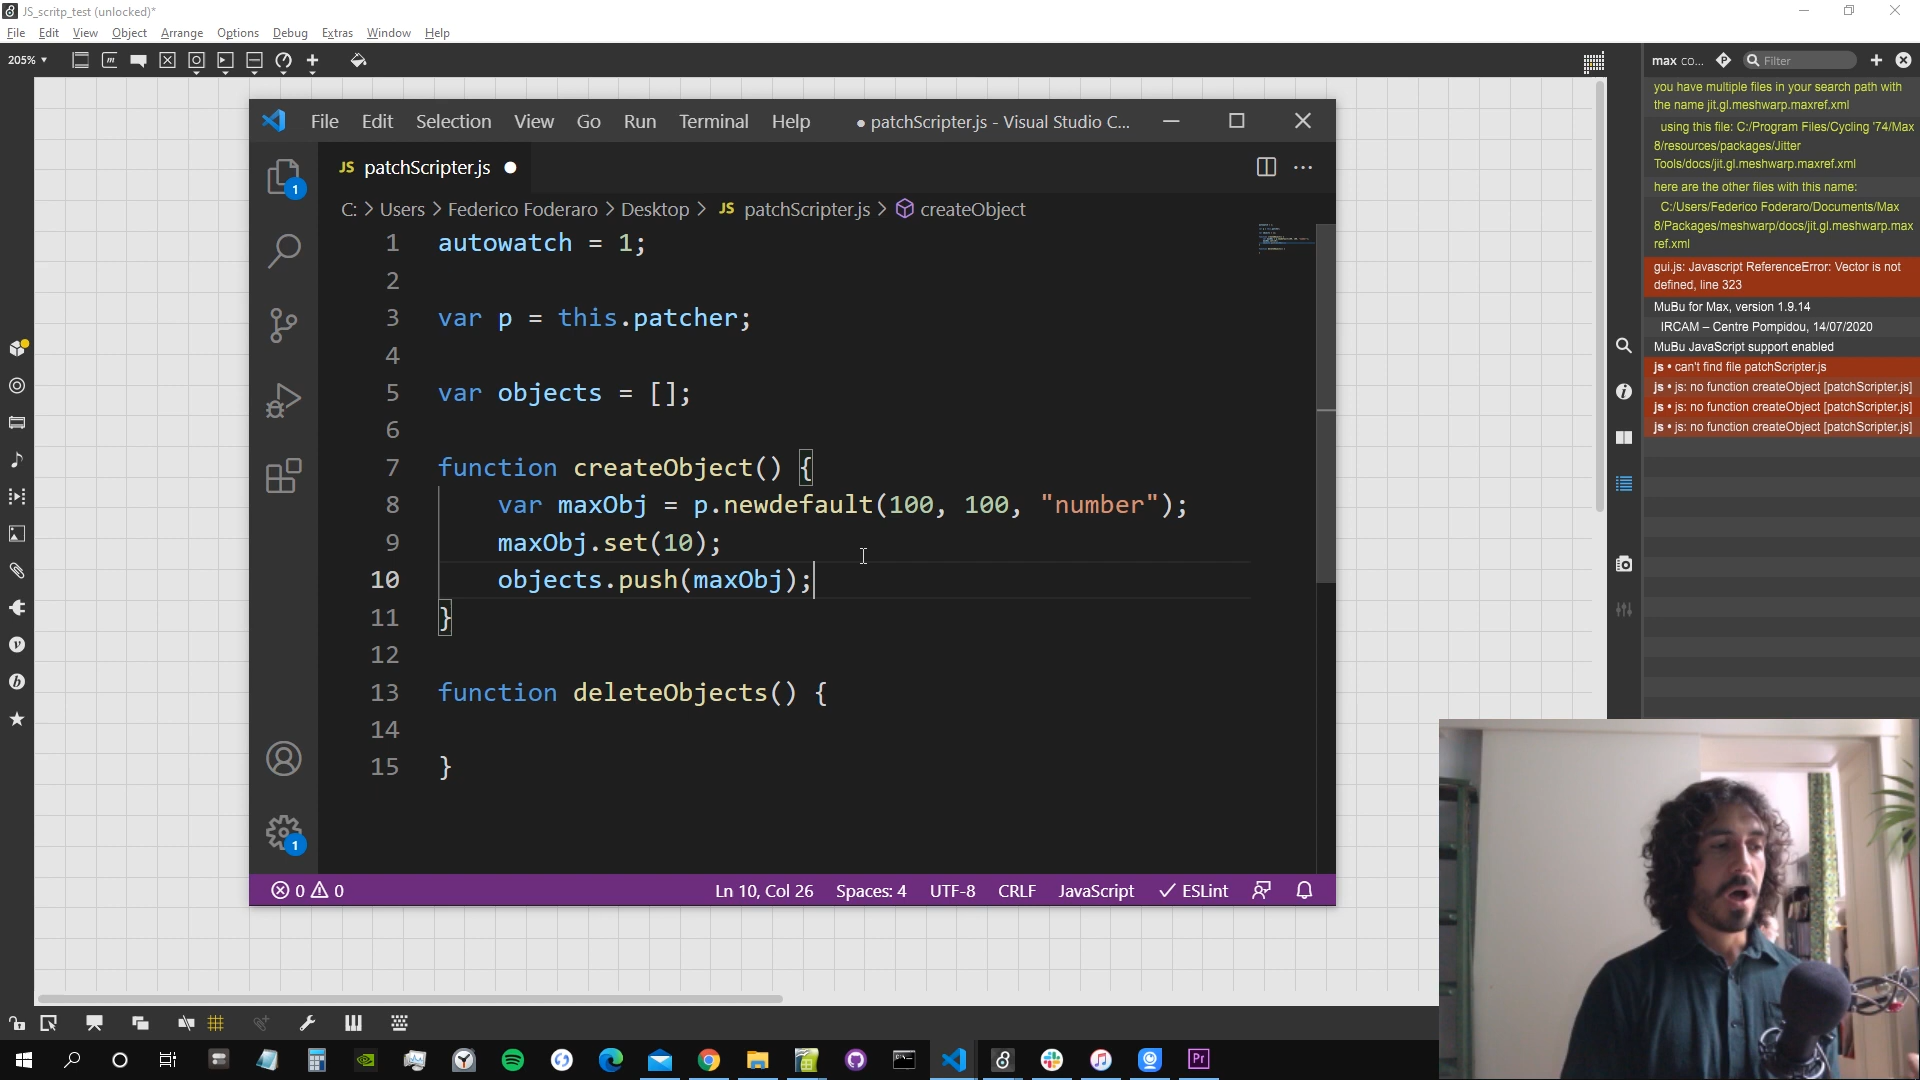 JS_scritp_test (unlocked)*
File Edit View Object Arrange Options Debug Extras Window Help
205%
max co... Filter
you have multiple files in your search path with
the name jit.gl.meshwarp.maxref.xml
using this file: C:/Program Files/Cycling '74/Max
8/resources/packages/Jitter
Tools/docs/jit.gl.meshwarp.maxref.xml
here are the other files with this name:
C:/Users/Federico Foderaro/Documents/Max
8/Packages/meshwarp/docs/jit.gl.meshwarp.max
ref.xml
gui.js: Javascript ReferenceError: Vector is not
defined, line 323
MuBu for Max, version 1.9.14
IRCAM – Centre Pompidou, 14/07/2020
MuBu JavaScript support enabled
js • can't find file patchScripter.js
js • js: no function createObject [patchScripter.js]
js • js: no function createObject [patchScripter.js]
js • js: no function createObject [patchScripter.js]
File Edit Selection View Go Run Terminal Help ● patchScripter.js - Visual Studio C...
JS patchScripter.js
C: > Users > Federico Foderaro > Desktop > JS patchScripter.js > createObject
1 autowatch = 1;
2
3 var p = this.patcher;
4
5 var objects = [];
6
7 function createObject() {
8 var maxObj = p.newdefault(100, 100, "number");
9 maxObj.set(10);
10 objects.push(maxObj);
11 }
12
13 function deleteObjects() {
14
15 }
1
1
0 0 Ln 10, Col 26 Spaces: 4 UTF-8 CRLF JavaScript ESLint
Pr